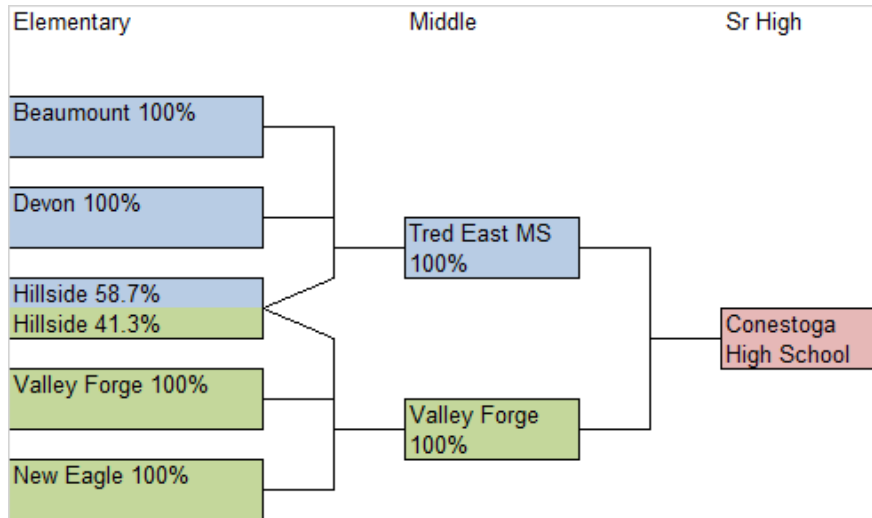 Elementary
Middle
Sr High
Beaumount 100%
Devon 100%
Hillside 58.7%
Hillside 41.3%
Valley Forge 100%
New Eagle 100%
Tred East MS
100%
Valley Forge
100%
Conestoga
High School